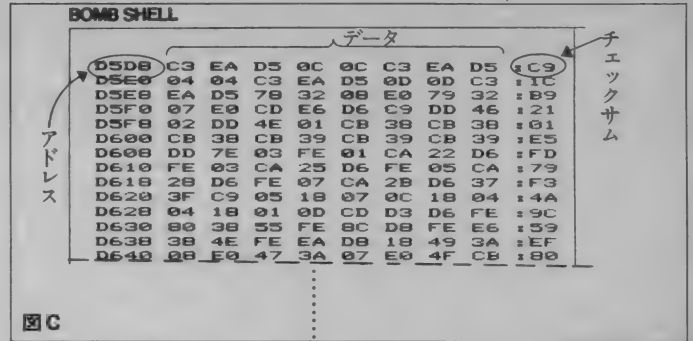 BOMB SHELL
データ
D5D8 C3 EA D5 0C 0C C3 EA D5 :C9
D5E0 04 04 C3 EA D5 0D 0D C3 :1C
D5E8 EA D5 78 32 08 E0 79 32 :B9
D5F0 07 E0 CD E6 D6 C9 DD 46 :21
D5F8 02 DD 4E 01 CB 38 CB 38 :01
D600 CB 38 CB 39 CB 39 CB 39 :E5
D608 DD 7E 03 FE 01 CA 22 D6 :FD
D610 FE 03 CA 25 D6 FE 05 CA :79
D618 28 D6 FE 07 CA 2B D6 37 :F3
D620 3F C9 05 18 07 0C 18 04 :4A
D628 04 18 01 0D CD D3 D6 FE :9C
D630 80 38 55 FE 8C D8 FE E6 :59
D638 38 4E FE EA D8 18 49 3A :EF
D640 08 E0 47 3A 07 E0 4F CB :80
アドレス
チェックサム
図C